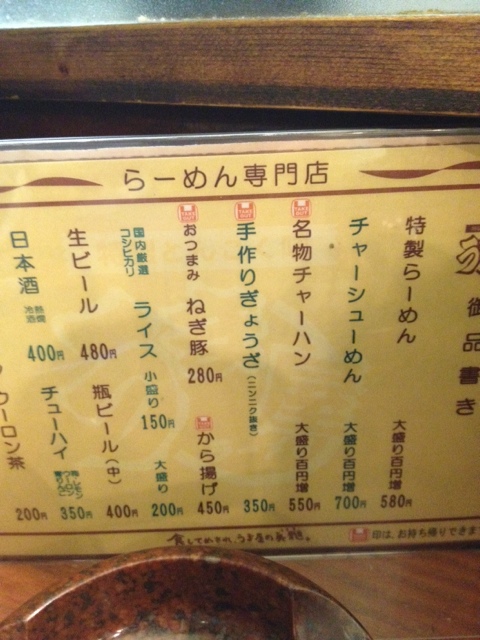 らーめん専門店
御品書き
特製らーめん
大盛り百円増
580円
チャーシューめん
大盛り百円増
700円
名物チャーハン
大盛り百円増
550円
手作りぎょうざ(ニンニク抜き)
350円
おつまみ ねぎ豚
280円
から揚げ
450円
国内厳選
コシヒカリ
ライス 小盛り
150円
大盛り
200円
生ビール
480円
瓶ビール(中)
400円
日本酒
400円
チューハイ
350円
ウーロン茶
200円
印は、お持ち帰りできま